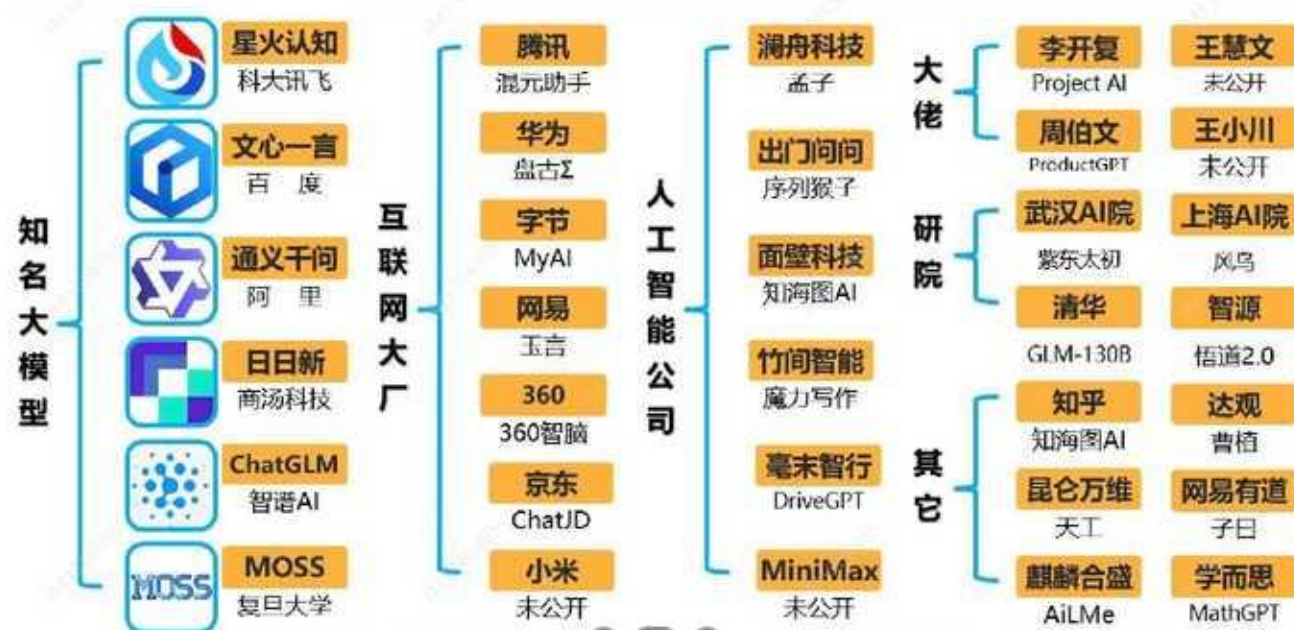 知名大模型
星火认知
科大讯飞
文心一言
百 度
通义千问
阿 里
日日新
商汤科技
ChatGLM
智谱AI
MOSS
MOSS
复旦大学
互联网大厂
腾讯
混元助手
华为
盘古Σ
字节
MyAI
网易
玉言
360
360智脑
京东
ChatJD
小米
未公开
人工智能公司
澜舟科技
孟子
出门问问
序列猴子
面壁科技
知海图AI
竹间智能
魔力写作
毫末智行
DriveGPT
MiniMax
未公开
大佬
李开复
Project AI
王慧文
未公开
周伯文
ProductGPT
王小川
未公开
研院
武汉AI院
紫东太初
上海AI院
风乌
清华
GLM-130B
智源
悟道2.0
其它
知乎
知海图AI
达观
曹植
昆仑万维
天工
网易有道
子曰
麒麟合盛
AiLMe
学而思
MathGPT